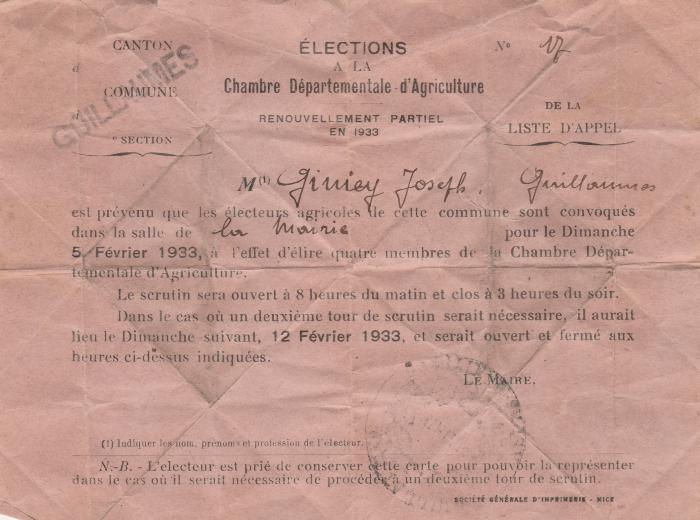 CANTON
d
COMMUNE
d
GUILLAUMES
e SECTION
ÉLECTIONS
A LA
Chambre Départementale d'Agriculture
RENOUVELLEMENT PARTIEL
EN 1933
No 17
DE LA
LISTE D'APPEL
M(1) Giniey Joseph. Guillaumes
est prévenu que les électeurs agricoles de cette commune sont convoqués
dans la salle de la Mairie pour le Dimanche
5 Février 1933, à l'effet d'élire quatre membres de la Chambre Dépar-
tementale d'Agriculture.
Le scrutin sera ouvert à 8 heures du matin et clos à 3 heures du soir.
Dans le cas où un deuxième tour de scrutin serait nécessaire, il aurait
lieu le Dimanche suivant, 12 Février 1933, et serait ouvert et fermé aux
heures ci-dessus indiquées.
LE MAIRE,
(1) Indiquer les nom, prénoms et profession de l'électeur.
N.-B. - L'électeur est prié de conserver cette carte pour pouvoir la représenter
dans le cas où il serait nécessaire de procéder à un deuxième tour de scrutin.
SOCIÉTÉ GÉNÉRALE D'IMPRIMERIE - NICE